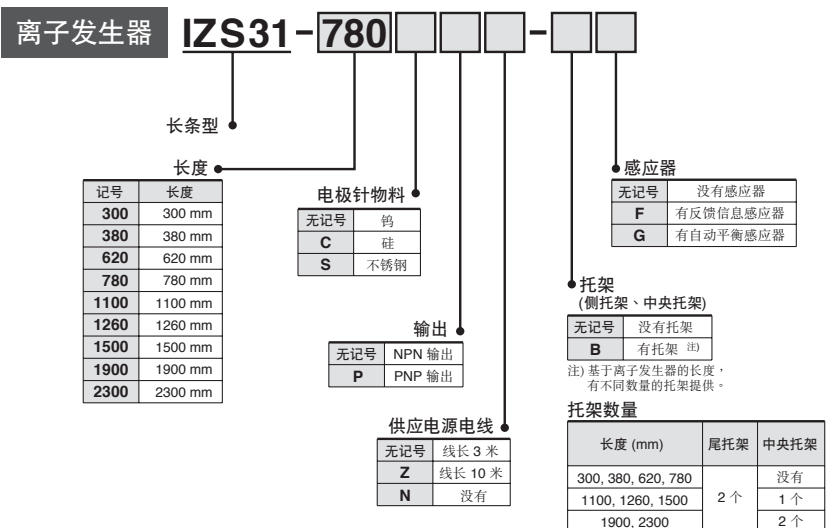 离子发生器 IZS31-780□□□-□□
长条型
长度
记号 长度
300 300 mm
380 380 mm
620 620 mm
780 780 mm
1100 1100 mm
1260 1260 mm
1500 1500 mm
1900 1900 mm
2300 2300 mm
电极针物料
无记号 钨
C 硅
S 不锈钢
输出
无记号 NPN 输出
P PNP 输出
供应电源电线
无记号 线长 3 米
Z 线长 10 米
N 没有
感应器
无记号 没有感应器
F 有反馈信息感应器
G 有自动平衡感应器
托架
(侧托架、中央托架)
无记号 没有托架
B 有托架 注)
注) 基于离子发生器的长度，
有不同数量的托架提供。
托架数量
长度 (mm) 尾托架 中央托架
300, 380, 620, 780 2 个 没有
1100, 1260, 1500 1 个
1900, 2300 2 个